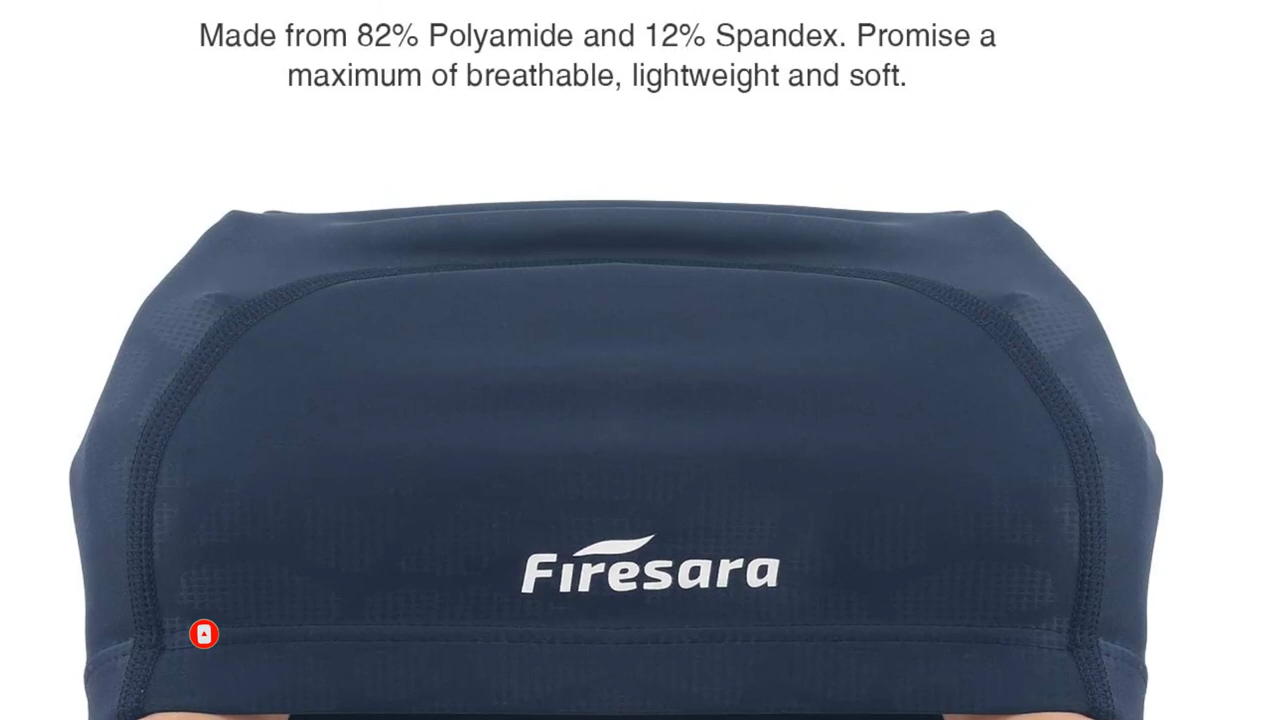 Made from 82% Polyamide and 12% Spandex. Promise a
maximum of breathable, lightweight and soft.
Firesara